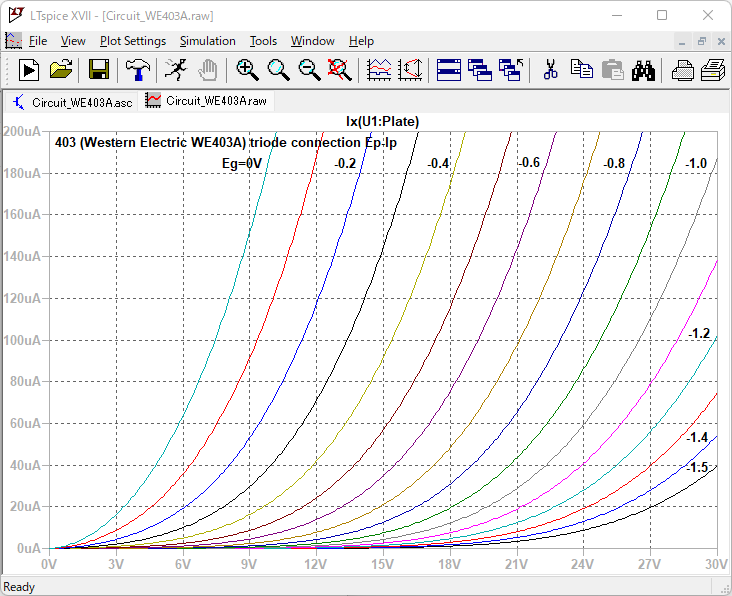 LTspice XVII - [Circuit_WE403A.raw]
File View Plot Settings Simulation Tools Window Help
Circuit_WE403A.asc Circuit_WE403A.raw
Ix(U1:Plate)
200uA
403 (Western Electric WE403A) triode connection Ep-Ip
Eg=0V -0.2 -0.4 -0.6 -0.8 -1.0
180uA
160uA
140uA
120uA
-1.2
100uA
80uA
60uA
-1.4
40uA
-1.5
20uA
0uA
0V 3V 6V 9V 12V 15V 18V 21V 24V 27V 30V
Ready